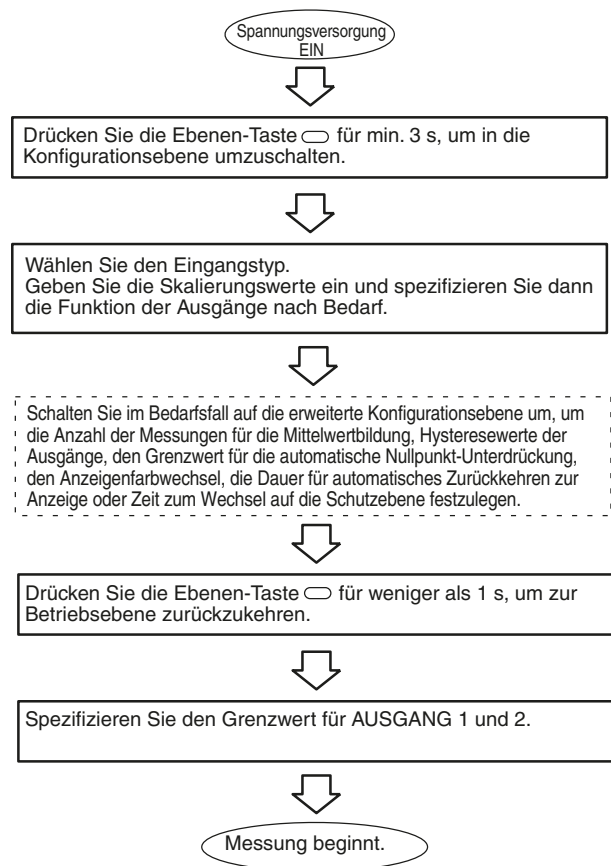 Spannungsversorgung
EIN
Drücken Sie die Ebenen-Taste für min. 3 s, um in die
Konfigurationsebene umzuschalten.
Wählen Sie den Eingangstyp.
Geben Sie die Skalierungswerte ein und spezifizieren Sie dann
die Funktion der Ausgänge nach Bedarf.
Schalten Sie im Bedarfsfall auf die erweiterte Konfigurationsebene um, um
die Anzahl der Messungen für die Mittelwertbildung, Hysteresewerte der
Ausgänge, den Grenzwert für die automatische Nullpunkt-Unterdrückung,
den Anzeigenfarbwechsel, die Dauer für automatisches Zurückkehren zur
Anzeige oder Zeit zum Wechsel auf die Schutzebene festzulegen.
Drücken Sie die Ebenen-Taste für weniger als 1 s, um zur
Betriebsebene zurückzukehren.
Spezifizieren Sie den Grenzwert für AUSGANG 1 und 2.
Messung beginnt.